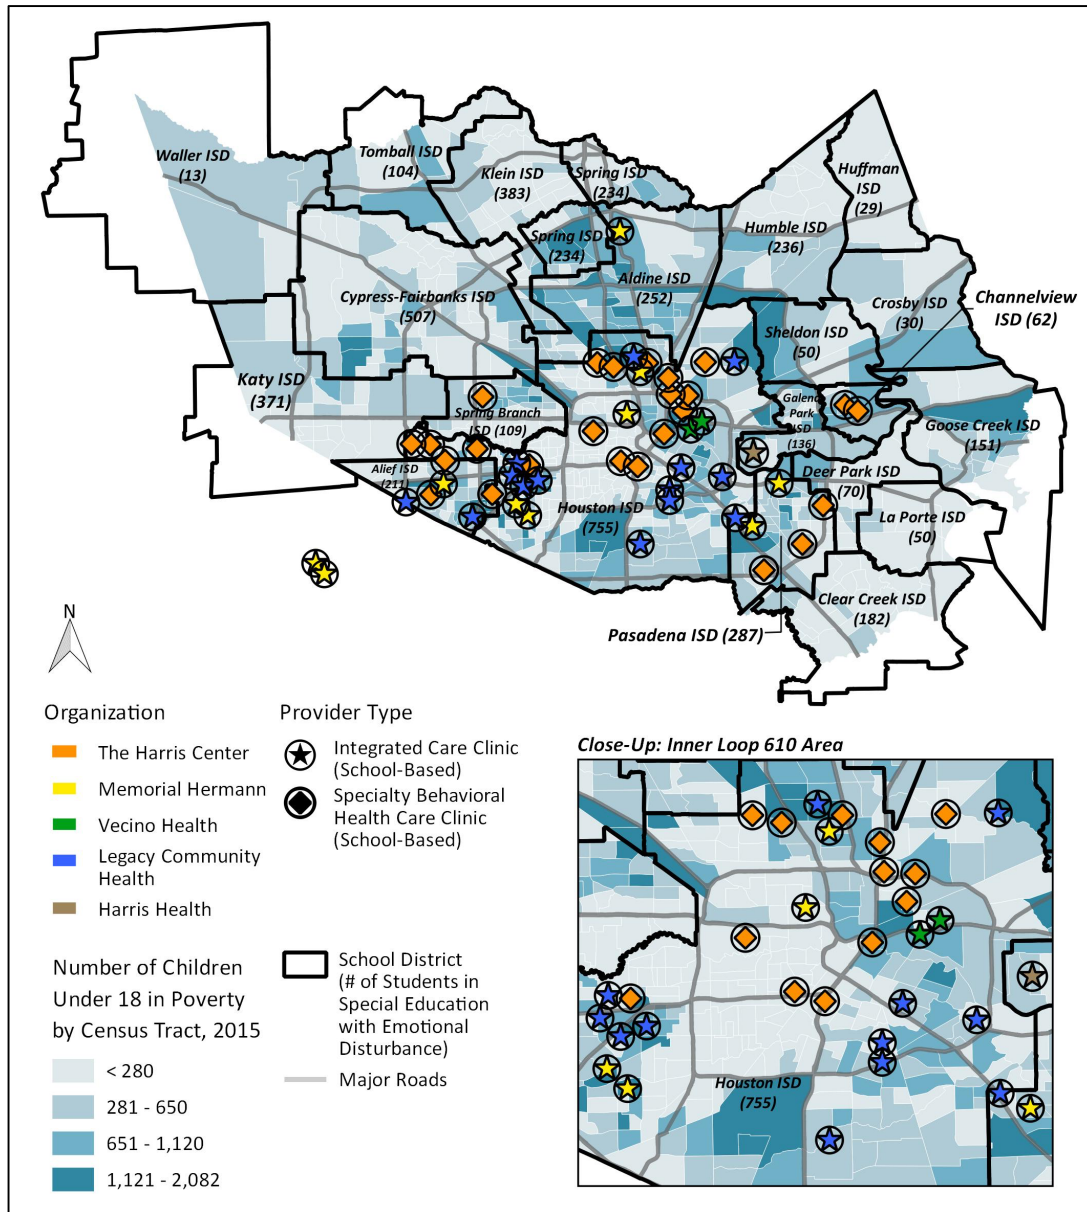 Waller ISD
(13)
Tomball ISD
(104)
Klein ISD
(383)
Spring ISD
(234)
Huffman
ISD
(29)
Humble ISD
(236)
Spring ISD
(234)
Aldine ISD
(252)
Cypress-Fairbanks ISD
(507)
Crosby ISD
(30)
Channelview
ISD (62)
Sheldon ISD
(50)
Katy ISD
(371)
Spring Branch
ISD (109)
Galena
Park
ISD
(136)
Goose Creek ISD
(151)
Alief ISD
(211)
Deer Park ISD
(70)
Houston ISD
(755)
La Porte ISD
(50)
Clear Creek ISD
(182)
Pasadena ISD (287)
N
Organization
The Harris Center
Memorial Hermann
Vecino Health
Legacy Community
Health
Harris Health
Provider Type
Integrated Care Clinic
(School-Based)
Specialty Behavioral
Health Care Clinic
(School-Based)
Number of Children
Under 18 in Poverty
by Census Tract, 2015
< 280
281 - 650
651 - 1,120
1,121 - 2,082
School District
(# of Students in
Special Education
with Emotional
Disturbance)
Major Roads
Close-Up: Inner Loop 610 Area
Houston ISD
(755)